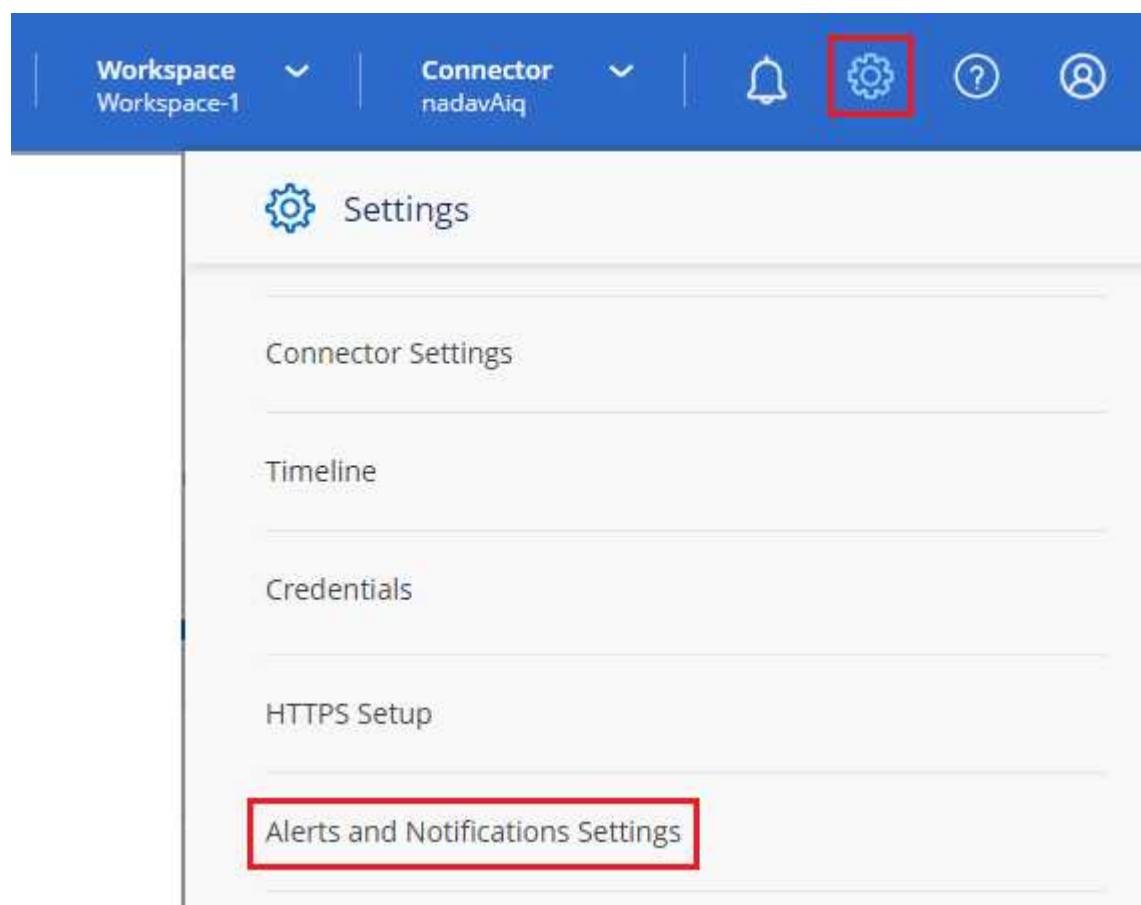 Workspace
Workspace-1
Connector
nadavAiq
Settings
Connector Settings
Timeline
Credentials
HTTPS Setup
Alerts and Notifications Settings